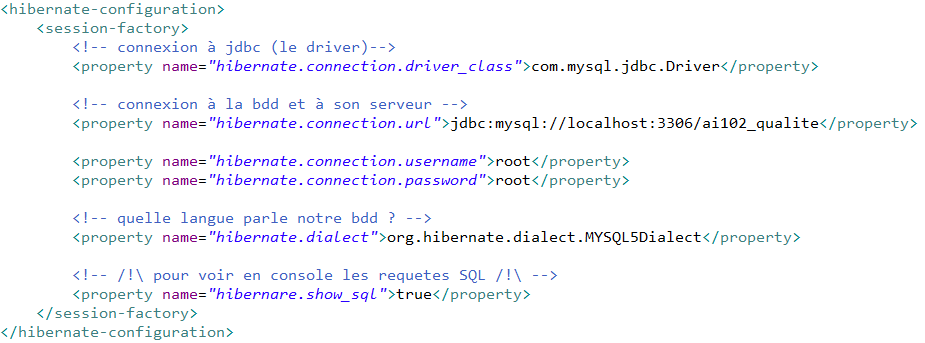 <hibernate-configuration>
<session-factory>
<!-- connexion à jdbc (le driver)-->
<property name="hibernate.connection.driver_class">com.mysql.jdbc.Driver</property>
<!-- connexion à la bdd et à son serveur -->
<property name="hibernate.connection.url">jdbc:mysql://localhost:3306/ai102_qualite</property>
<property name="hibernate.connection.username">root</property>
<property name="hibernate.connection.password">root</property>
<!-- quelle langue parle notre bdd ? -->
<property name="hibernate.dialect">org.hibernate.dialect.MYSQL5Dialect</property>
<!-- /!\ pour voir en console les requetes SQL /!\ -->
<property name="hibernare.show_sql">true</property>
</session-factory>
</hibernate-configuration>